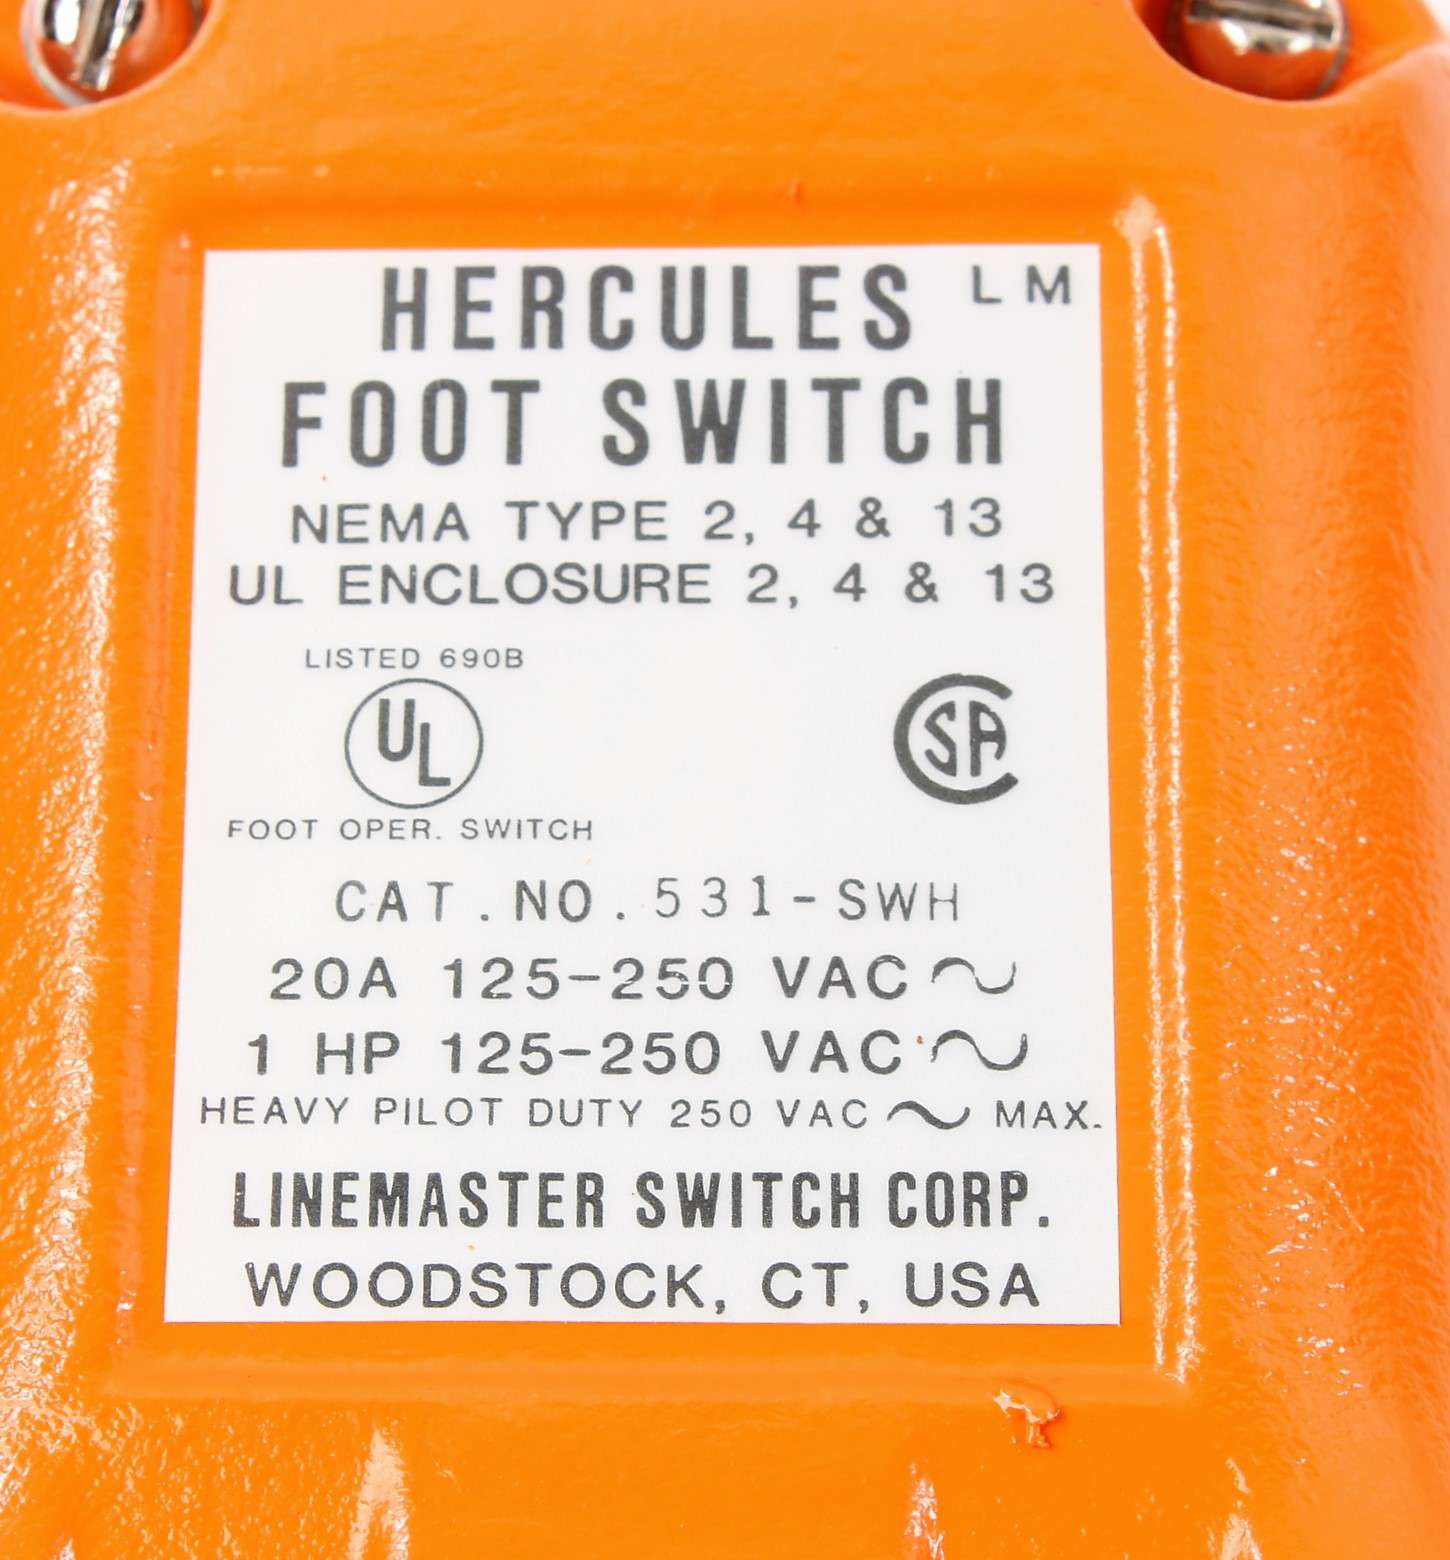 HERCULES LM
FOOT SWITCH
NEMA TYPE 2, 4 & 13
UL ENCLOSURE 2, 4 & 13
LISTED 690B
UL
CSA
FOOT OPER. SWITCH
CAT. NO. 531-SWH
20A 125-250 VAC ~
1 HP 125-250 VAC ~
HEAVY PILOT DUTY 250 VAC ~ MAX.
LINEMASTER SWITCH CORP.
WOODSTOCK, CT, USA